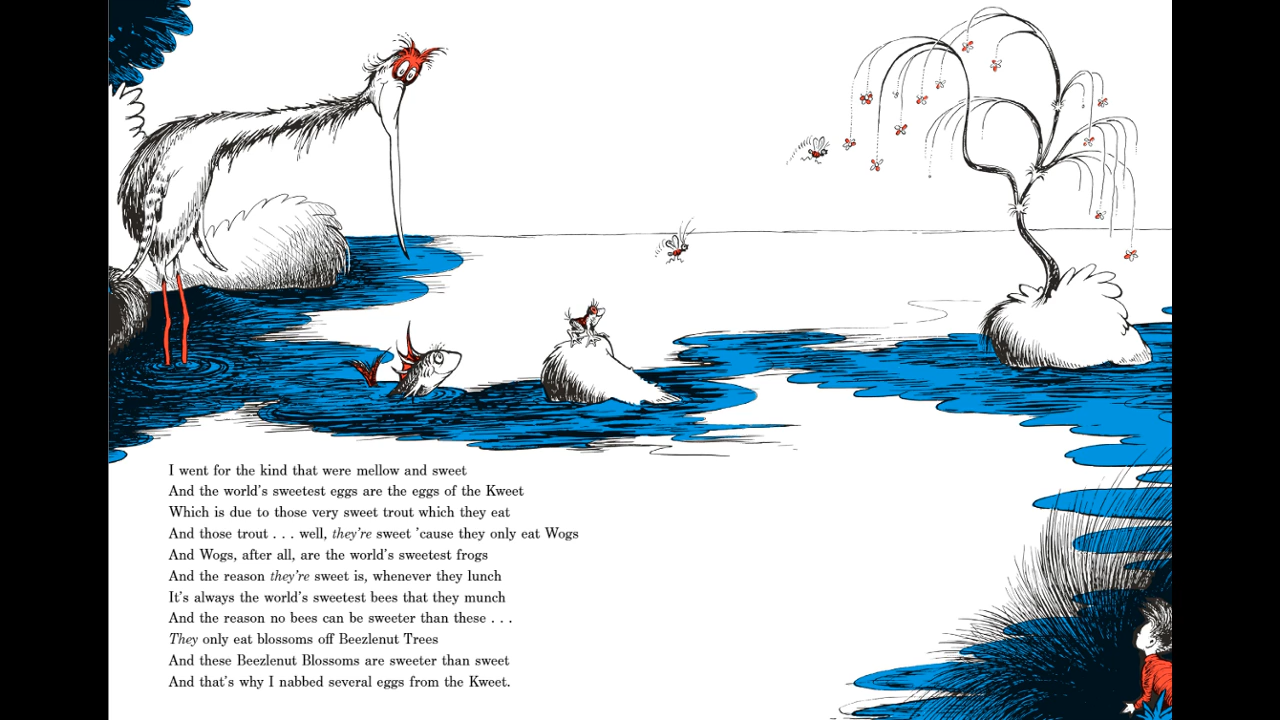 I went for the kind that were mellow and sweet
And the world's sweetest eggs are the eggs of the Kweet
Which is due to those very sweet trout which they eat
And those trout . . . well, they're sweet 'cause they only eat Wogs
And Wogs, after all, are the world's sweetest frogs
And the reason they're sweet is, whenever they lunch
It's always the world's sweetest bees that they munch
And the reason no bees can be sweeter than these . . .
They only eat blossoms off Beezlenut Trees
And these Beezlenut Blossoms are sweeter than sweet
And that's why I nabbed several eggs from the Kweet.